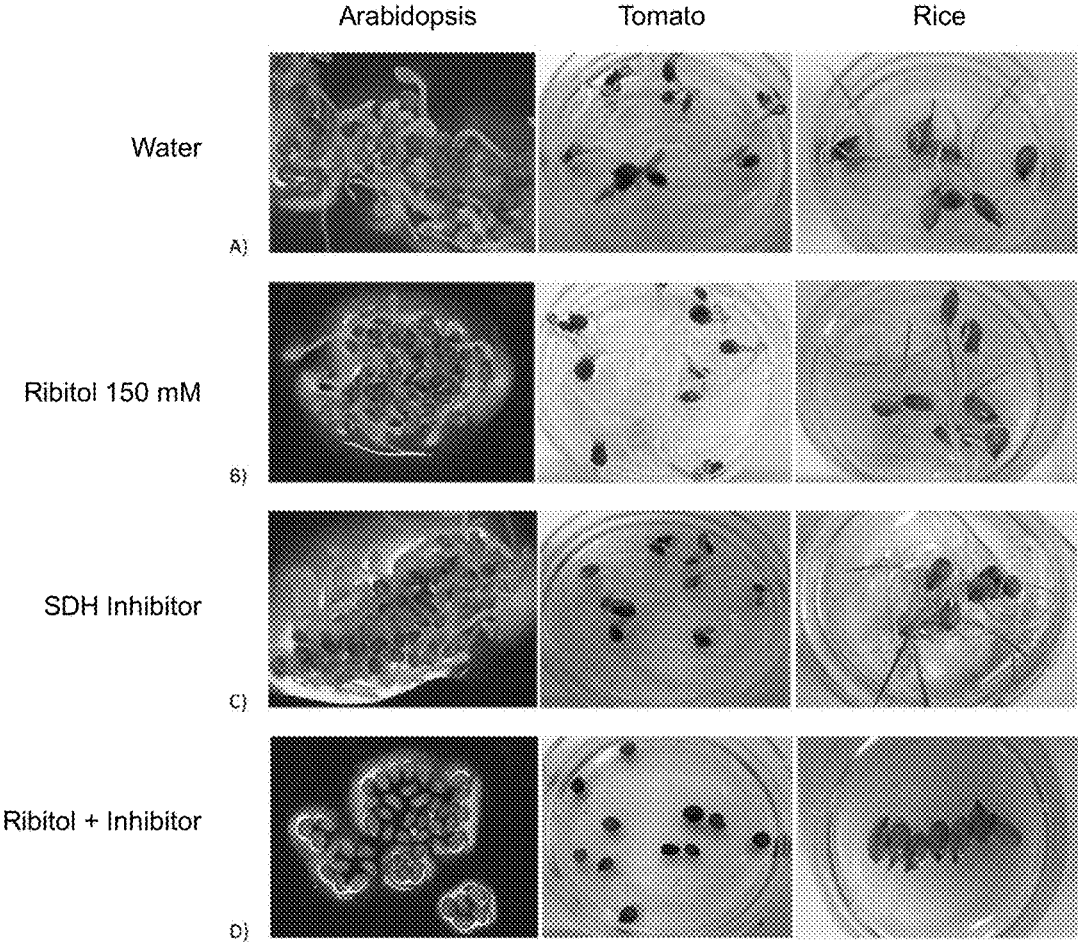 Arabidopsis Tomato Rice
Water
A)
Ribitol 150 mM
B)
SDH Inhibitor
C)
Ribitol + Inhibitor
D)